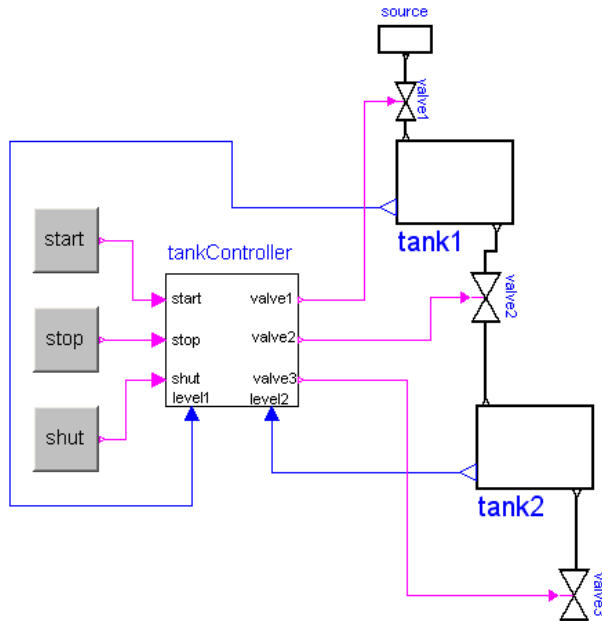 source
valve1
tank1
start
tankController
start
valve1
valve2
stop
stop
valve2
shut
valve3
level1
level2
shut
tank2
valve3